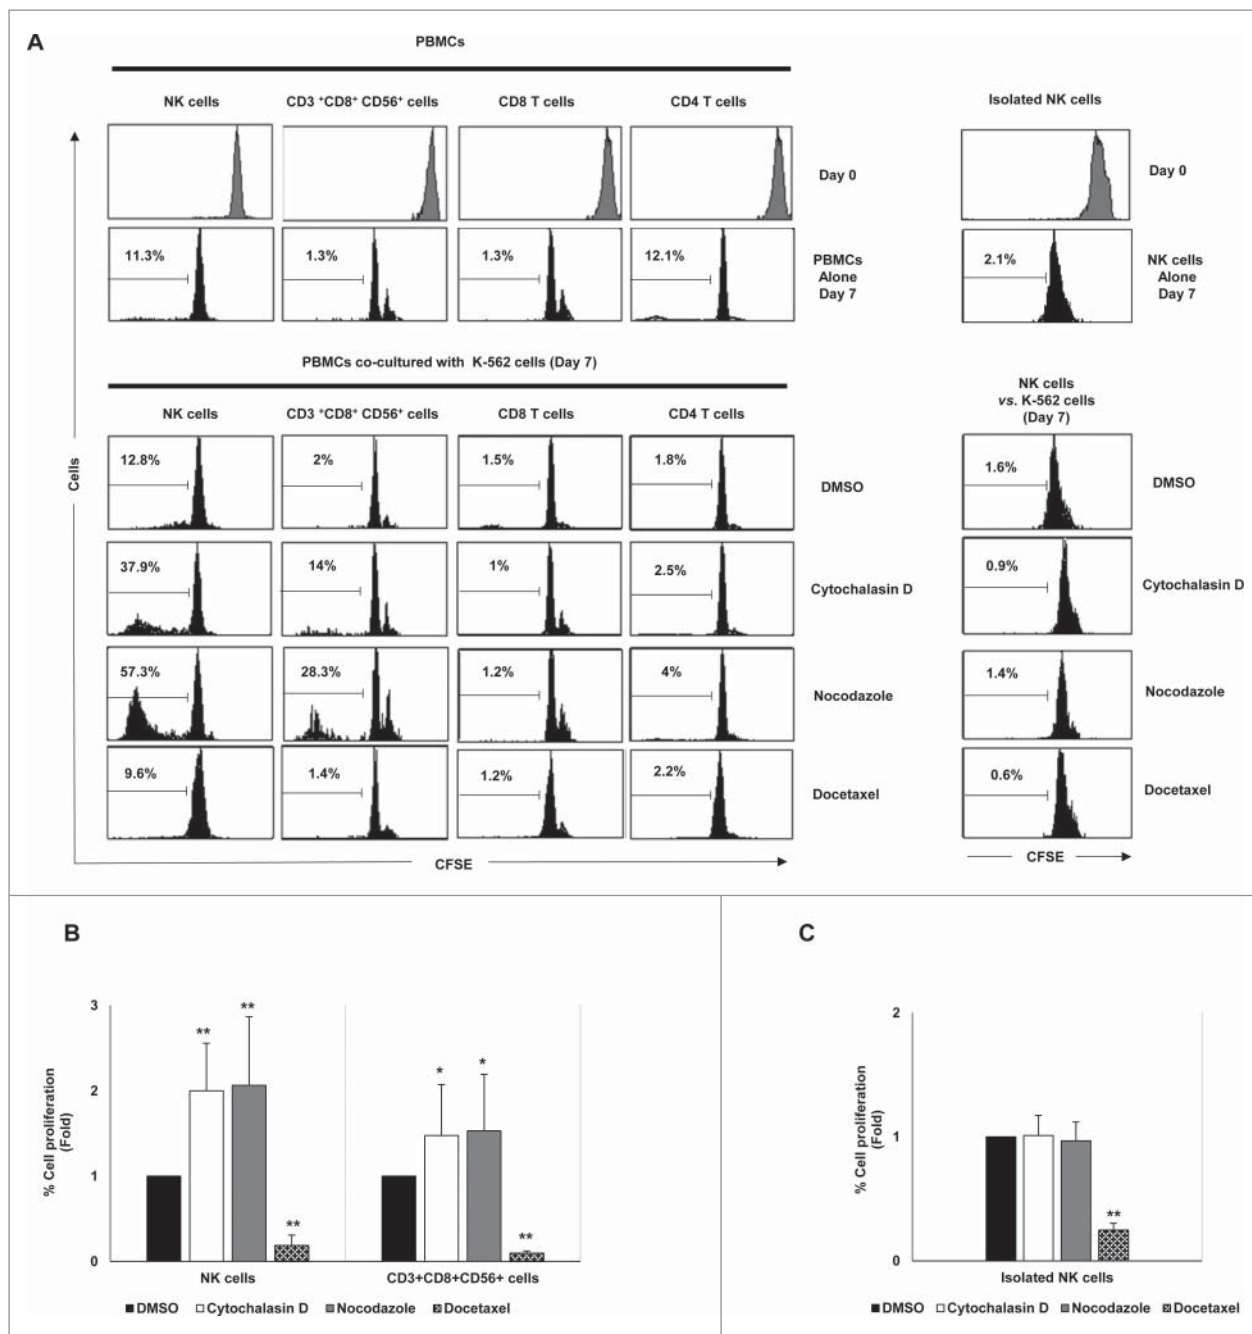 A
PBMCs
NK cells
CD3 +CD8+ CD56+ cells
CD8 T cells
CD4 T cells
Isolated NK cells
Day 0
Day 0
11.3%
1.3%
1.3%
12.1%
PBMCs
Alone
Day 7
2.1%
NK cells
Alone
Day 7
PBMCs co-cultured with K-562 cells (Day 7)
NK cells
vs. K-562 cells
(Day 7)
NK cells
CD3 +CD8+ CD56+ cells
CD8 T cells
CD4 T cells
Cells
12.8%
2%
1.5%
1.8%
DMSO
1.6%
DMSO
37.9%
14%
1%
2.5%
Cytochalasin D
0.9%
Cytochalasin D
57.3%
28.3%
1.2%
4%
Nocodazole
1.4%
Nocodazole
9.6%
1.4%
1.2%
2.2%
Docetaxel
0.6%
Docetaxel
CFSE
CFSE
B
% Cell proliferation
(Fold)
3
2
1
0
**
**
**
*
*
**
NK cells
CD3+CD8+CD56+ cells
DMSO Cytochalasin D Nocodazole Docetaxel
C
% Cell proliferation
(Fold)
2
1
0
**
Isolated NK cells
DMSO Cytochalasin D Nocodazole Docetaxel